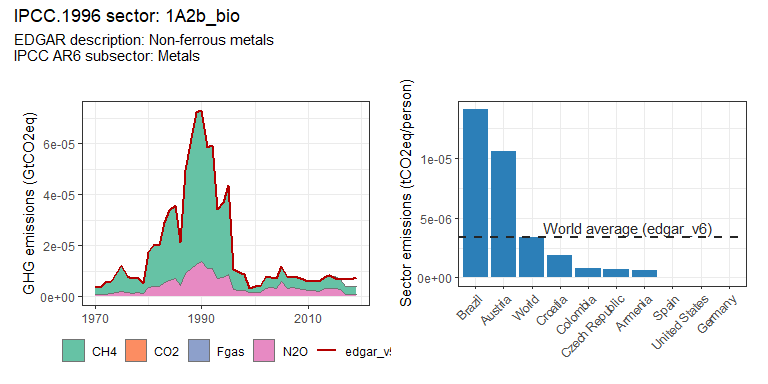 IPCC.1996 sector: 1A2b_bio
EDGAR description: Non-ferrous metals
IPCC AR6 subsector: Metals
GHG emissions (GtCO2eq)
6e-05
4e-05
2e-05
0e+00
1970
1990
2010
CH4
CO2
Fgas
N2O
edgar_v
Sector emissions (tCO2eq/person)
1e-05
5e-06
0e+00
World average (edgar_v6)
Brazil
Austria
World
Croatia
Colombia
Czech Republic
Armenia
Spain
United States
Germany